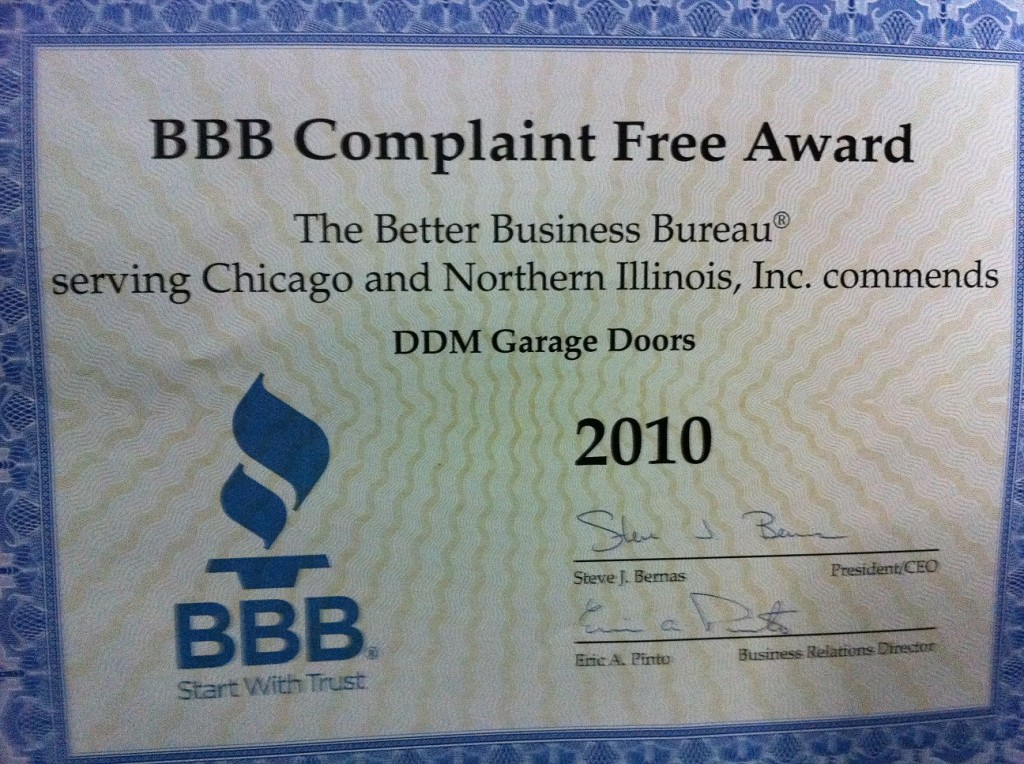 BBB Complaint Free Award
The Better Business Bureau®
serving Chicago and Northern Illinois, Inc. commends
DDM Garage Doors
2010
Steve J. Bernas President/CEO
Eric A. Pinto Business Relations Director
BBB®
Start With Trust